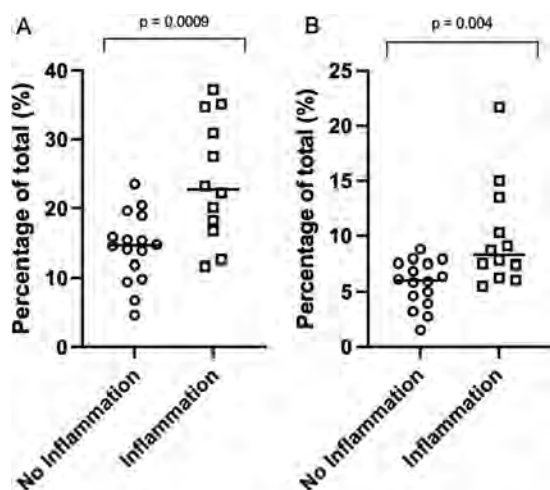 A
p = 0.0009
Percentage of total (%)
40
30
20
10
0
No Inflammation
Inflammation
B
p = 0.004
Percentage of total (%)
25
20
15
10
5
0
No Inflammation
Inflammation